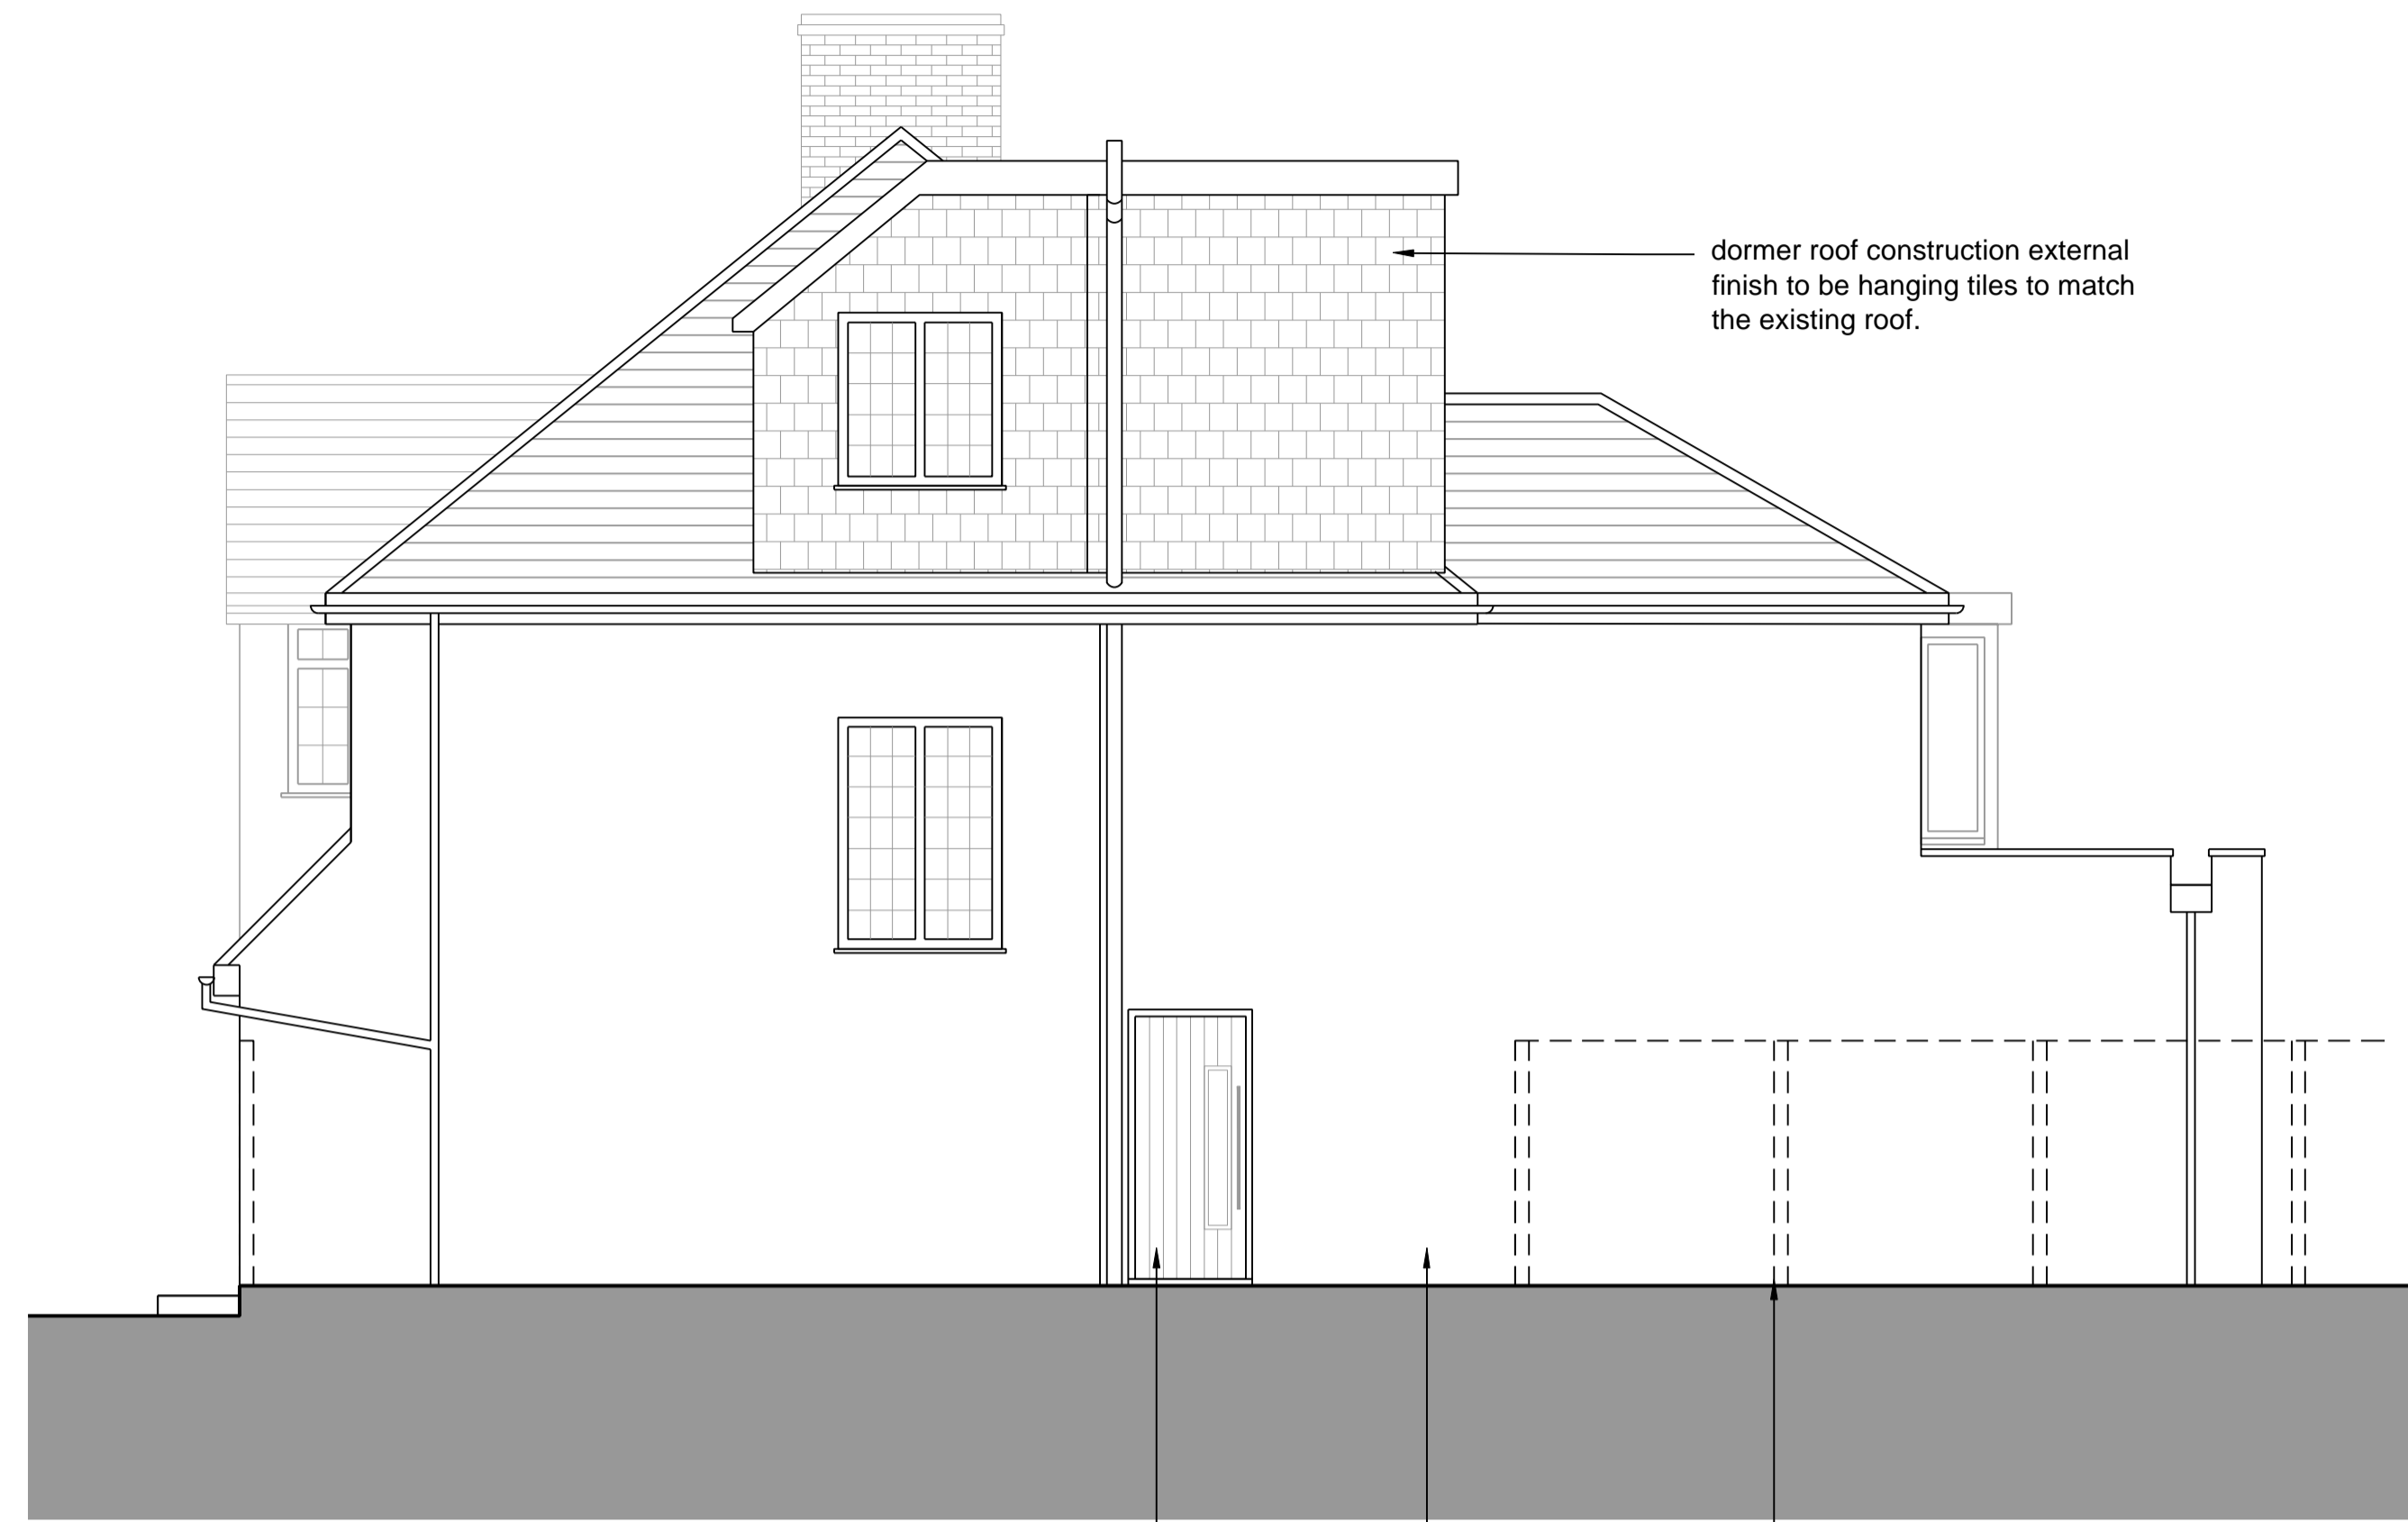 dormer roof construction external
finish to be hanging tiles to match
the existing roof.